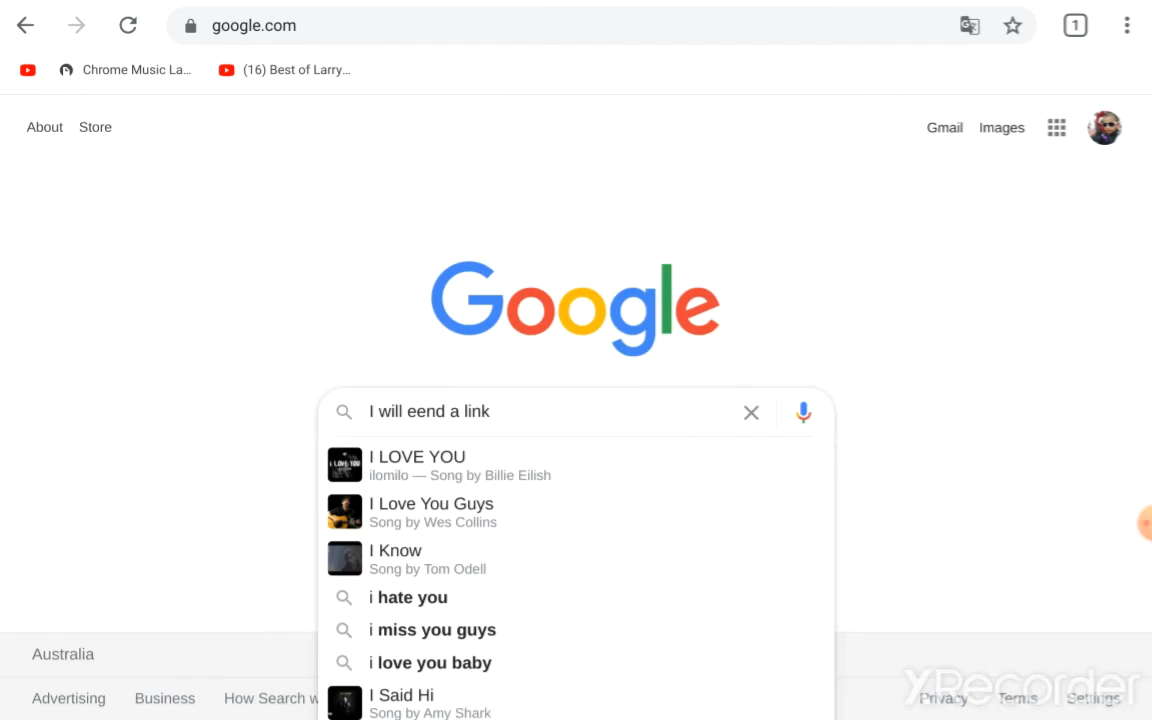 google.com
1
Chrome Music La...
(16) Best of Larry...
About Store
Gmail Images
Google
I will eend a link
I LOVE YOU
ilomilo — Song by Billie Eilish
I Love You Guys
Song by Wes Collins
I Know
Song by Tom Odell
i hate you
i miss you guys
i love you baby
I Said Hi
Song by Amy Shark
Australia
Advertising Business How Search w
Privacy Terms Settings
XRecorder